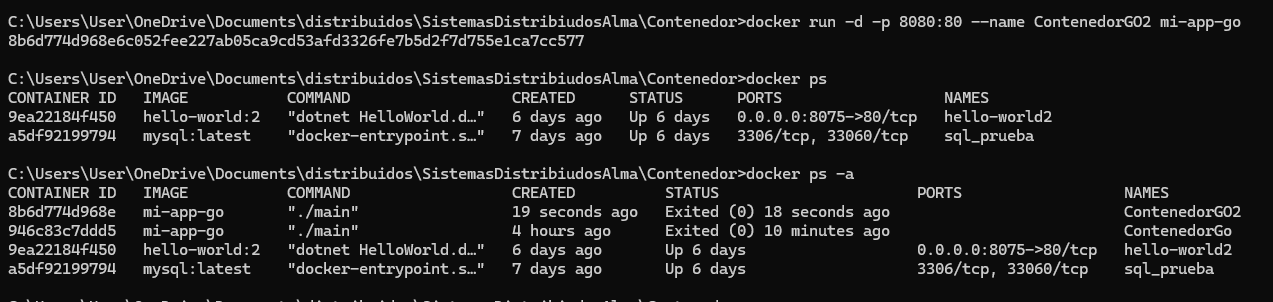 C:\Users\User\OneDrive\Documents\distribuidos\SistemasDistribiudosAlma\Contenedor>docker run -d -p 8080:80 --name ContenedorGO2 mi-app-go
8b6d774d968e6c052fee227ab05ca9cd53afd3326fe7b5d2f7d755e1ca7cc577
C:\Users\User\OneDrive\Documents\distribuidos\SistemasDistribiudosAlma\Contenedor>docker ps
CONTAINER ID   IMAGE           COMMAND                  CREATED      STATUS      PORTS                  NAMES
9ea22184f450   hello-world:2   "dotnet HelloWorld.d…"   6 days ago   Up 6 days   0.0.0.0:8075->80/tcp   hello-world2
a5df92199794   mysql:latest    "docker-entrypoint.s…"   7 days ago   Up 6 days   3306/tcp, 33060/tcp    sql_prueba
C:\Users\User\OneDrive\Documents\distribuidos\SistemasDistribiudosAlma\Contenedor>docker ps -a
CONTAINER ID   IMAGE           COMMAND                  CREATED          STATUS                      PORTS                  NAMES
8b6d774d968e   mi-app-go       "./main"                 19 seconds ago   Exited (0) 18 seconds ago                          ContenedorGO2
946c83c7ddd5   mi-app-go       "./main"                 4 hours ago      Exited (0) 10 minutes ago                          ContenedorGo
9ea22184f450   hello-world:2   "dotnet HelloWorld.d…"   6 days ago       Up 6 days                   0.0.0.0:8075->80/tcp   hello-world2
a5df92199794   mysql:latest    "docker-entrypoint.s…"   7 days ago       Up 6 days                   3306/tcp, 33060/tcp    sql_prueba